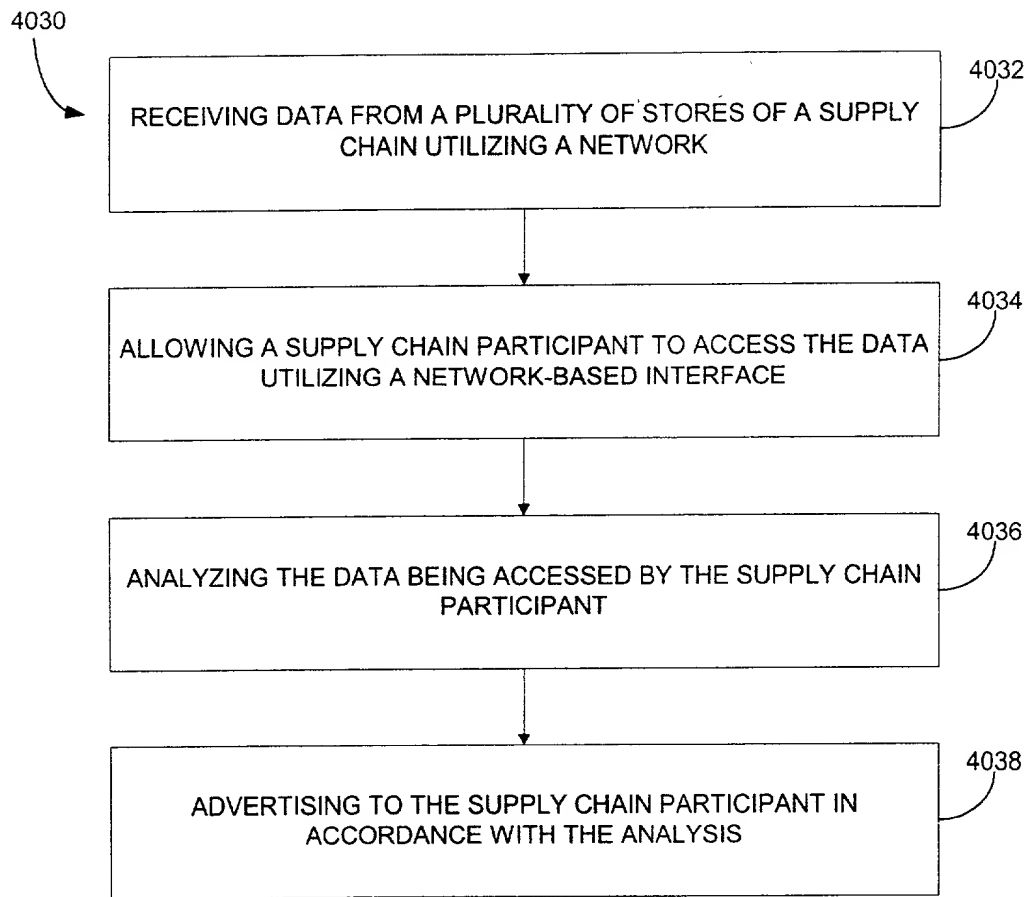 4030
4032
RECEIVING DATA FROM A PLURALITY OF STORES OF A SUPPLY
CHAIN UTILIZING A NETWORK
4034
ALLOWING A SUPPLY CHAIN PARTICIPANT TO ACCESS THE DATA
UTILIZING A NETWORK-BASED INTERFACE
4036
ANALYZING THE DATA BEING ACCESSED BY THE SUPPLY CHAIN
PARTICIPANT
4038
ADVERTISING TO THE SUPPLY CHAIN PARTICIPANT IN
ACCORDANCE WITH THE ANALYSIS